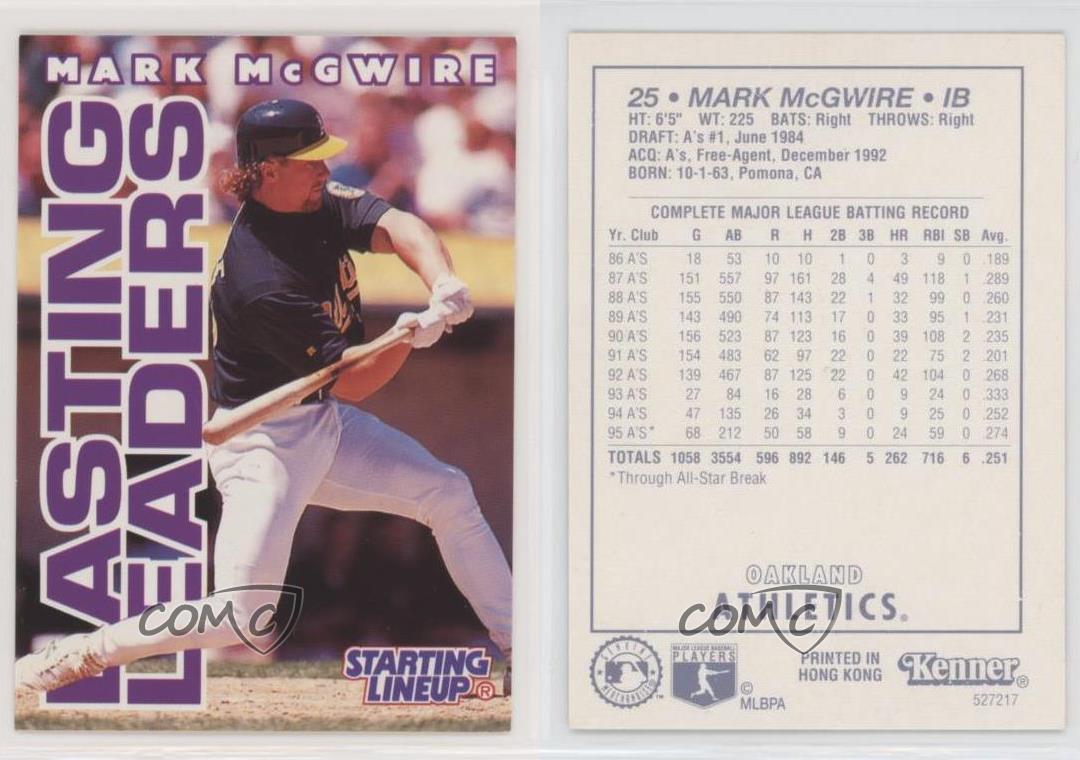 MARK McGWIRE
LASTING
LEADERS
STARTING
LINEUP®
COMC
25 • MARK McGWIRE • IB
HT: 6'5" WT: 225 BATS: Right THROWS: Right
DRAFT: A's #1, June 1984
ACQ: A's, Free-Agent, December 1992
BORN: 10-1-63, Pomona, CA
COMPLETE MAJOR LEAGUE BATTING RECORD
Yr. Club G AB R H 2B 3B HR RBI SB Avg.
86 A'S 18 53 10 10 1 0 3 9 0 .189
87 A'S 151 557 97 161 28 4 49 118 1 .289
88 A'S 155 550 87 143 22 1 32 99 0 .260
89 A'S 143 490 74 113 17 0 33 95 1 .231
90 A'S 156 523 87 123 16 0 39 108 2 .235
91 A'S 154 483 62 97 22 0 22 75 2 .201
92 A'S 139 467 87 125 22 0 42 104 0 .268
93 A'S 27 84 16 28 6 0 9 24 0 .333
94 A'S 47 135 26 34 3 0 9 25 0 .252
95 A'S* 68 212 50 58 9 0 24 59 0 .274
TOTALS 1058 3554 596 892 146 5 262 716 6 .251
*Through All-Star Break
OAKLAND
ATHLETICS®
COMC
MAJOR LEAGUE BASEBALL
PLAYERS
©
MLBPA
MERCHANDISE
™
PRINTED IN
HONG KONG
Kenner®
527217